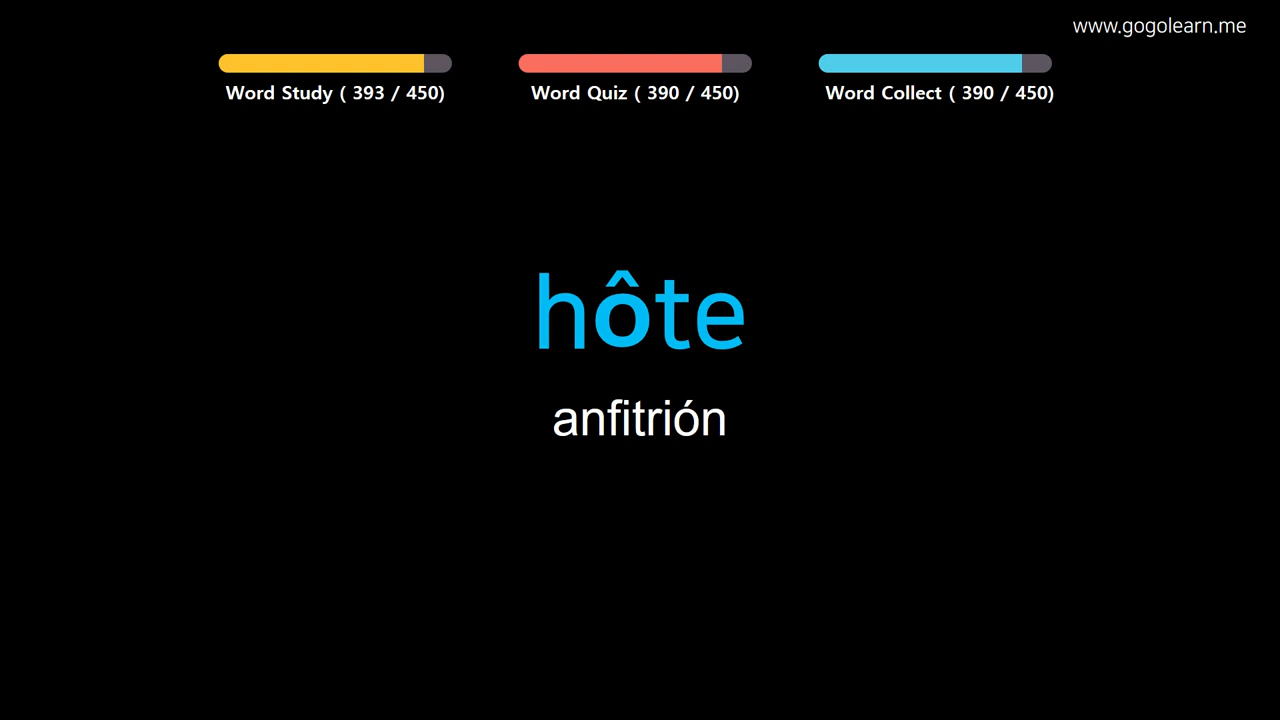 www.gogolearn.me
Word Study ( 393 / 450)
Word Quiz ( 390 / 450)
Word Collect ( 390 / 450)
hôte
anfitrión